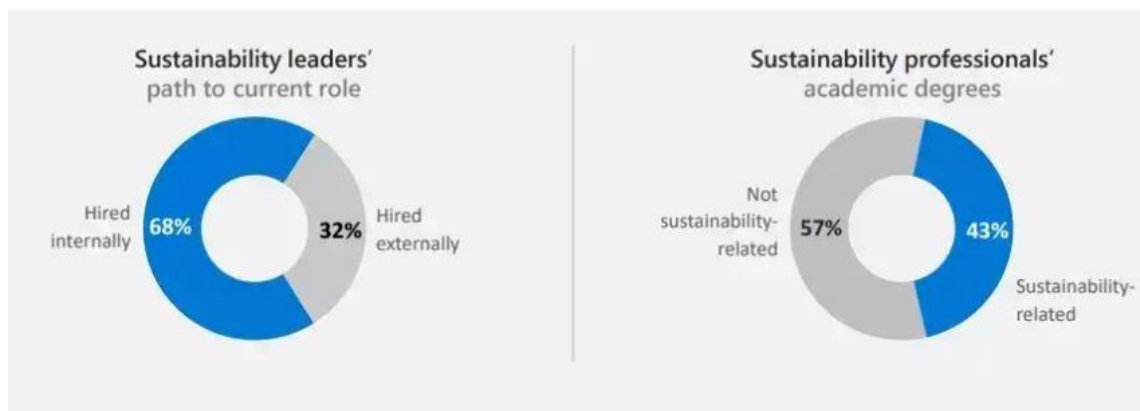 Sustainability leaders'
path to current role
Hired
internally
68%
32%
Hired
externally
Sustainability professionals'
academic degrees
Not
sustainability-
related
57%
43%
Sustainability-
related